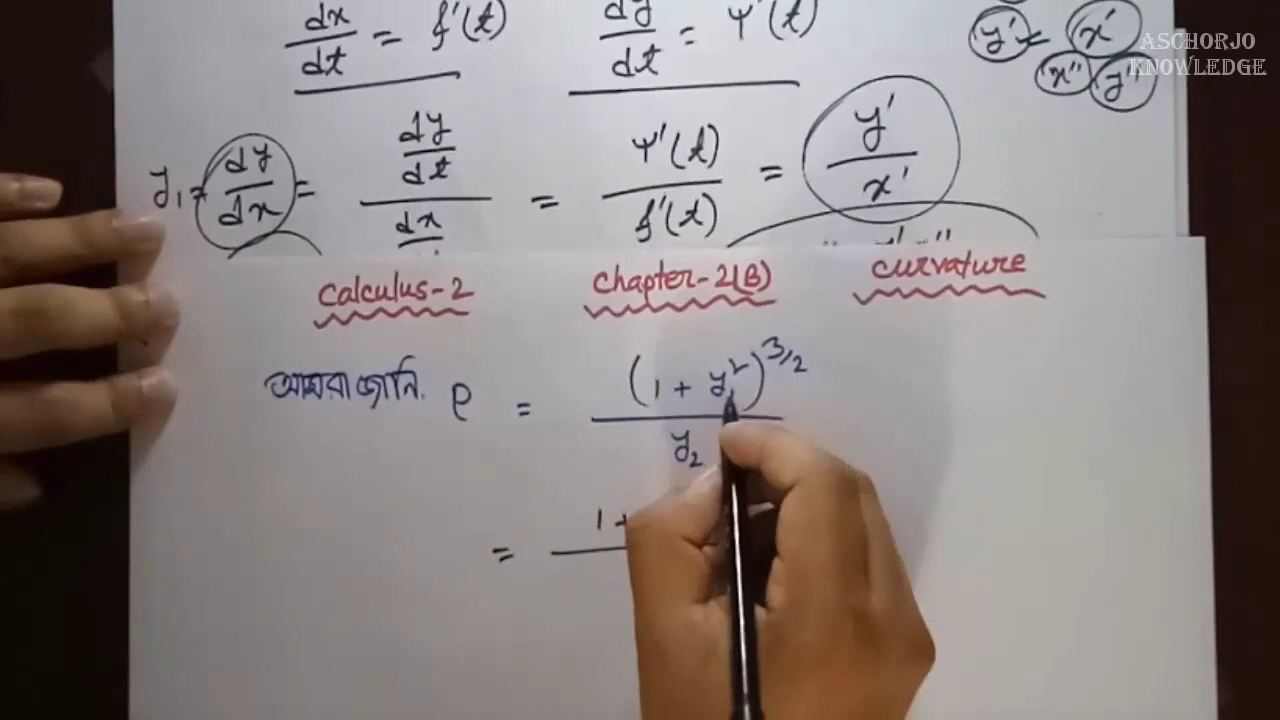 dx/dt = f'(t) dy/dt = Ψ'(t) y' = x'
x'' y''
ASCHORJO
KNOWLEDGE
y₁ = dy/dx = (dy/dt)/(dx = Ψ'(t)/f'(t) = y'/x'
Calculus-2 Chapter-2(B) Curvature
আমরা জানি. ρ = (1 + y₁²)^3/2 / y₂
= 1 +